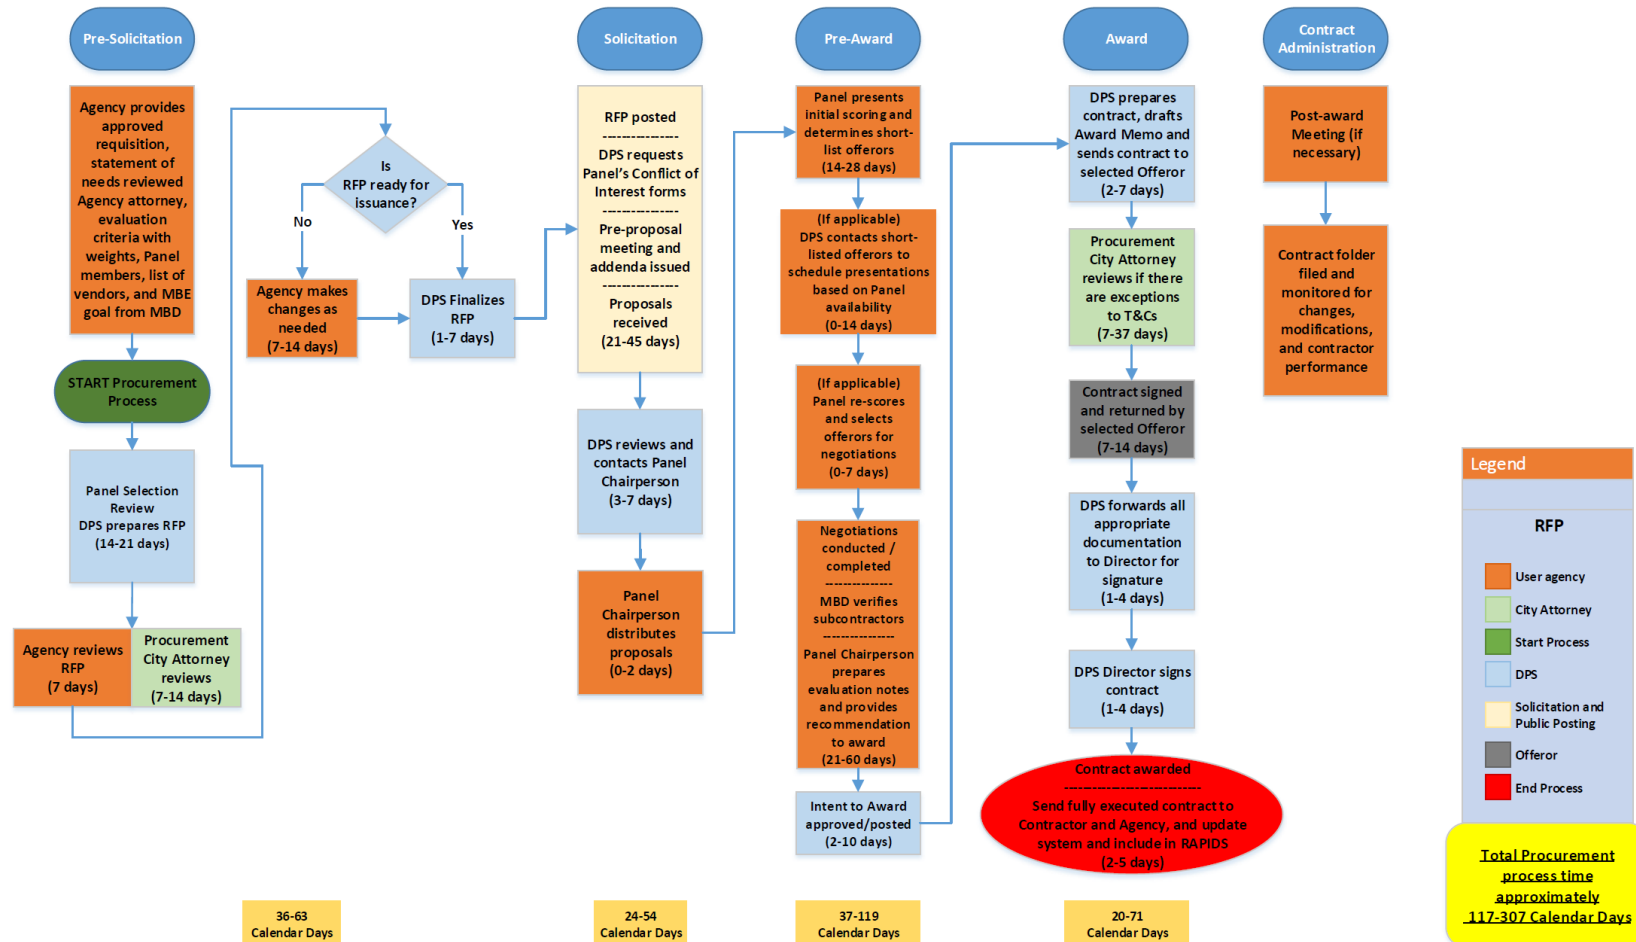 Pre-Solicitation
Agency provides
approved
requisition,
statement of
needs reviewed
Agency attorney,
evaluation
criteria with
weights, Panel
members, list of
vendors, and MBE
goal from MBD
START Procurement
Process
Panel Selection
Review
DPS prepares RFP
(14-21 days)
Agency reviews
RFP
(7 days)
Procurement
City Attorney
reviews
(7-14 days)
Is
RFP ready for
issuance?
No
Yes
Agency makes
changes as
needed
(7-14 days)
DPS Finalizes
RFP
(1-7 days)
36-63
Calendar Days
Solicitation
RFP posted
----------------
DPS requests
Panel's Conflict of
Interest forms
----------------
Pre-proposal
meeting and
addenda issued
----------------
Proposals
received
(21-45 days)
DPS reviews and
contacts Panel
Chairperson
(3-7 days)
Panel
Chairperson
distributes
proposals
(0-2 days)
24-54
Calendar Days
Pre-Award
Panel presents
initial scoring and
determines short-
list offerors
(14-28 days)
(If applicable)
DPS contacts short-
listed offerors to
schedule presentations
based on Panel
availability
(0-14 days)
(If applicable)
Panel re-scores
and selects
offerors for
negotiations
(0-7 days)
Negotiations
conducted /
completed
---------------
MBD verifies
subcontractors
----------------
Panel Chairperson
prepares
evaluation notes
and provides
recommendation
to award
(21-60 days)
Intent to Award
approved/posted
(2-10 days)
37-119
Calendar Days
Award
DPS prepares
contract, drafts
Award Memo and
sends contract to
selected Offeror
(2-7 days)
Procurement
City Attorney
reviews if there
are exceptions
to T&Cs
(7-37 days)
Contract signed
and returned by
selected Offeror
(7-14 days)
DPS forwards all
appropriate
documentation
to Director for
signature
(1-4 days)
DPS Director signs
contract
(1-4 days)
Contract awarded
----------------------------
Send fully executed contract to
Contractor and Agency, and update
system and include in RAPIDS
(2-5 days)
20-71
Calendar Days
Contract
Administration
Post-award
Meeting (if
necessary)
Contract folder
filed and
monitored for
changes,
modifications,
and contractor
performance
Legend
RFP
User agency
City Attorney
Start Process
DPS
Solicitation and
Public Posting
Offeror
End Process
Total Procurement
process time
approximately
117-307 Calendar Days